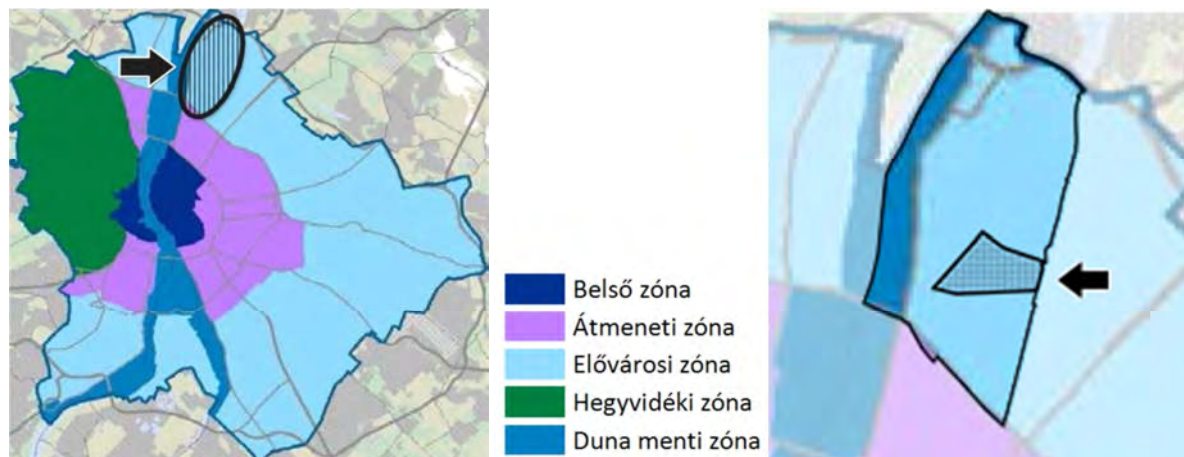 Belső zóna
Átmeneti zóna
Elővárosi zóna
Hegyvidéki zóna
Duna menti zóna